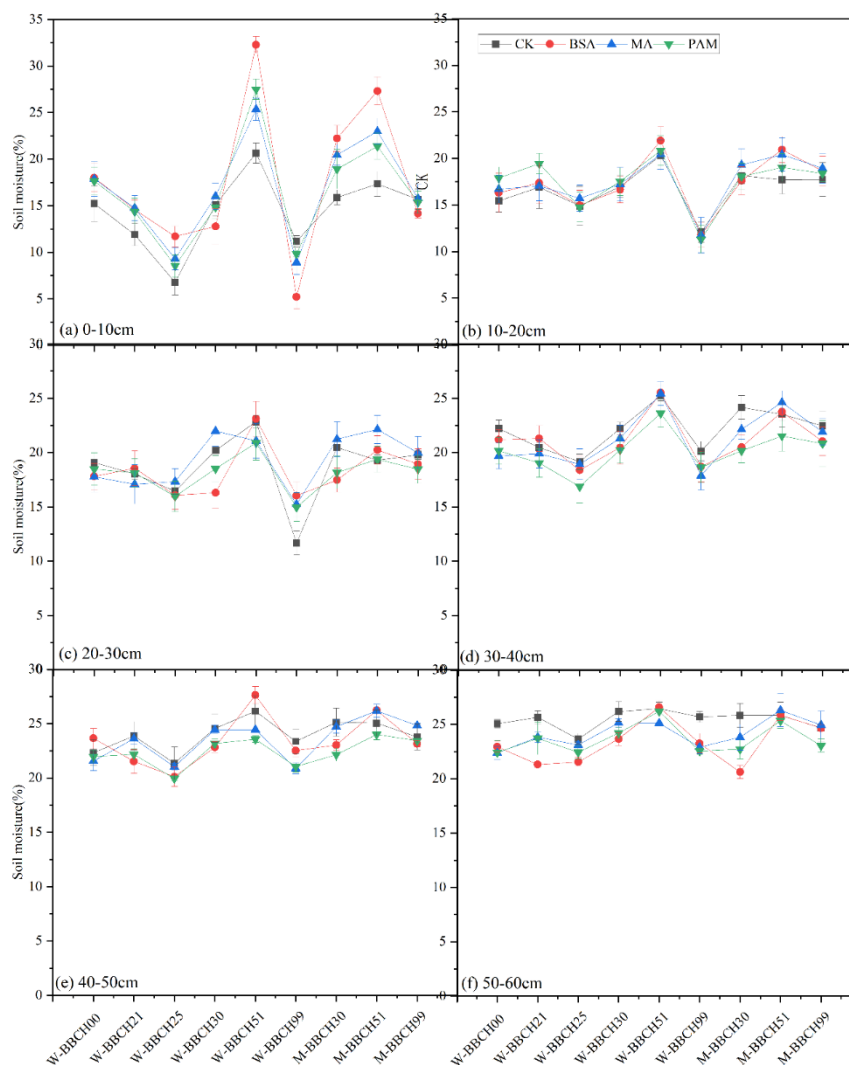 35
30
25
20
15
10
5
Soil moisture(%)
(a) 0-10cm
CK
BSA
MA
PAM
35
30
25
20
15
10
5
CK
(b) 10-20cm
30
25
20
15
10
5
(c) 20-30cm
30
25
20
15
10
5
(d) 30-40cm
30
25
20
15
10
5
0
Soil moisture(%)
(e) 40-50cm
30
25
20
15
10
5
0
(f) 50-60cm
W-BBCH00
W-BBCH21
W-BBCH25
W-BBCH30
W-BBCH51
W-BBCH99
M-BBCH30
M-BBCH51
M-BBCH99
W-BBCH00
W-BBCH21
W-BBCH25
W-BBCH30
W-BBCH51
W-BBCH99
M-BBCH30
M-BBCH51
M-BBCH99